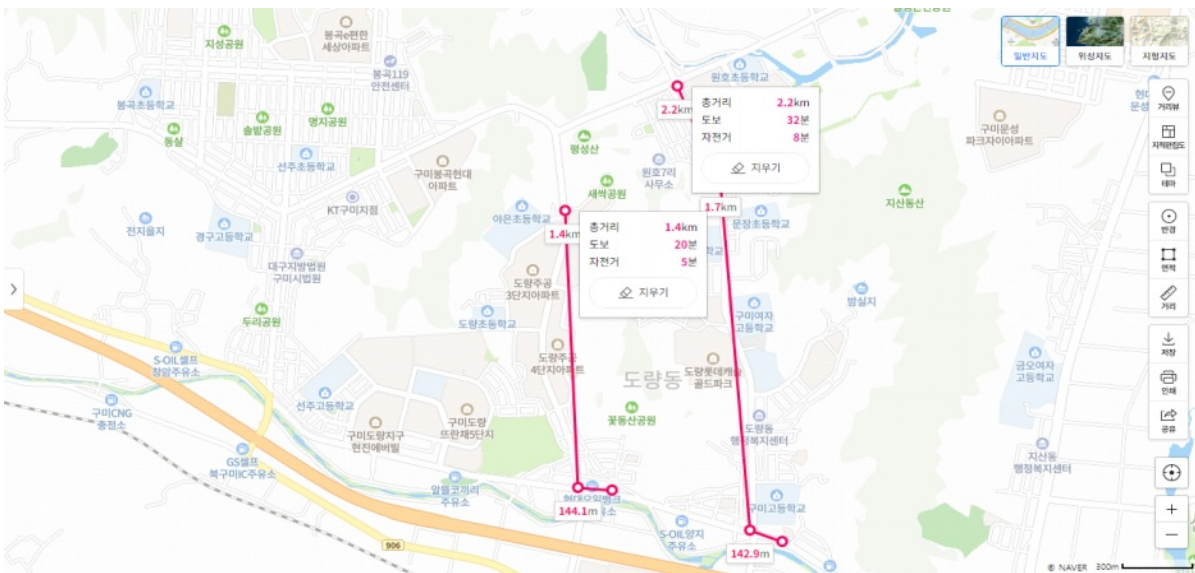 지성공원
봉곡e편한
세상아파트
봉곡119
안전센터
원호초등학교
일반지도
위성지도
지형지도
봉곡초등학교
동샬
솔밭공원
명지공원
선주초등학교
구미봉곡현대
아파트
평성산
2.2km
총거리 2.2km
도보 32분
자전거 8분
지우기
원호7리
사무소
새싹공원
구미문성
파크자이아파트
거리뷰
지적편집도
테마
KT구미지점
전지을지
경구고등학교
대구지방법원
구미시법원
야은초등학교
1.4km
총거리 1.4km
도보 20분
자전거 5분
지우기
1.7km
문장초등학교
지산동산
반경
면적
거리
두리공원
도량주공
3단지아파트
도량초등학교
구미여자
고등학교
밤실지
저장
인쇄
공유
S-OIL셀프
구미CNG
충전소
선주고등학교
도량주공
4단지아파트
도량동
도량롯데캐슬
골드파크
금오여자
고등학교
구미도량지구
현진에버빌
구미도량
뜨란채5단지
꽃동산공원
도량동
행정복지센터
지산동
행정복지센터
GS셀프
북구미IC주유소
알뜰코끼리
주유소
144.1m
구미고등학교
S-OIL양지
주유소
142.9m
906
© NAVER 300m